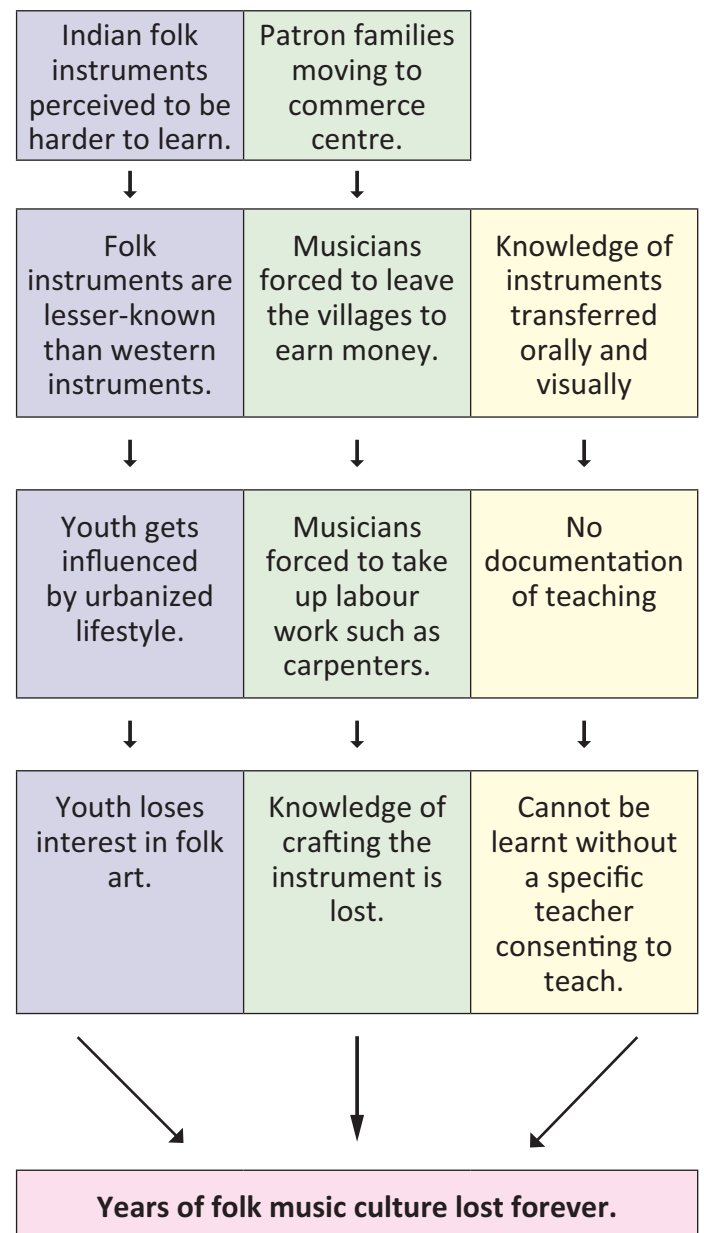 Indian folk
instruments
perceived to be
harder to learn.
Patron families
moving to
commerce
centre.
Folk
instruments are
lesser-known
than western
instruments.
Musicians
forced to leave
the villages to
earn money.
Knowledge of
instruments
transferred
orally and
visually
Youth gets
influenced
by urbanized
lifestyle.
Musicians
forced to take
up labour
work such as
carpenters.
No
documentation
of teaching
Youth loses
interest in folk
art.
Knowledge of
crafting the
instrument is
lost.
Cannot be
learnt without
a specific
teacher
consenting to
teach.
Years of folk music culture lost forever.